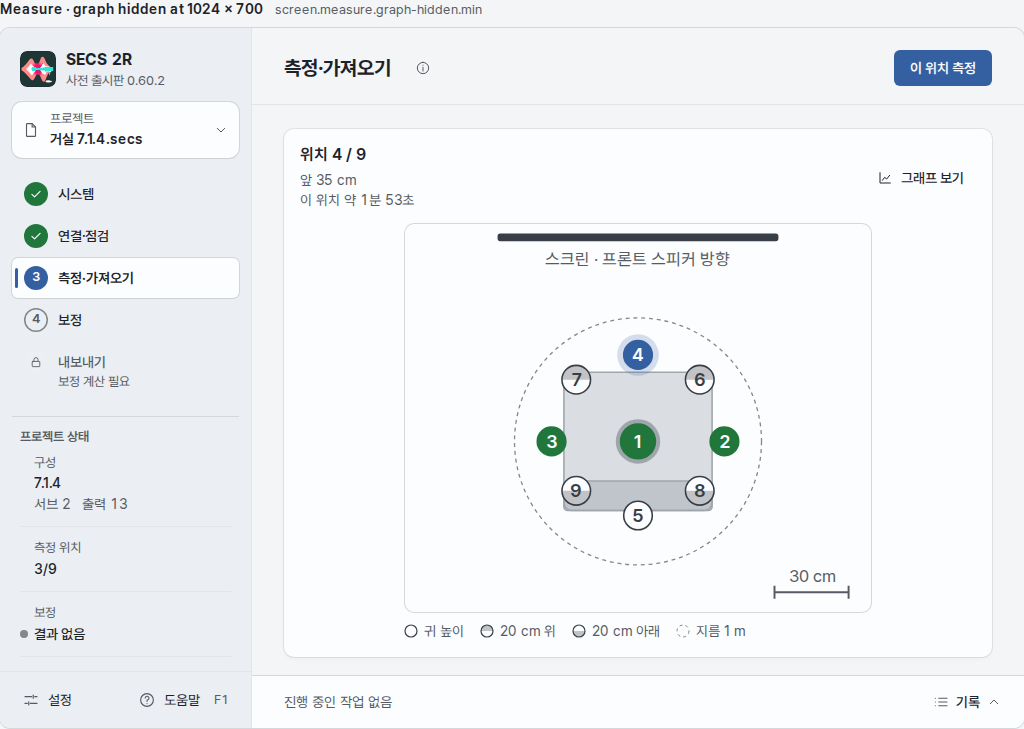 Measure · graph hidden at 1024 × 700 screen.measure.graph-hidden.min
SECS 2R
사전 출시판 0.60.2
프로젝트
거실 7.1.4.secs
시스템
연결·점검
3 측정·가져오기
4 보정
내보내기
보정 계산 필요
프로젝트 상태
구성
7.1.4
서브 2 출력 13
측정 위치
3/9
보정
결과 없음
설정
도움말 F1
측정·가져오기
이 위치 측정
위치 4 / 9
앞 35 cm
이 위치 약 1분 53초
그래프 보기
스크린 · 프론트 스피커 방향
4
7
6
3
1
2
9
8
5
30 cm
귀 높이
20 cm 위
20 cm 아래
지름 1 m
진행 중인 작업 없음
기록